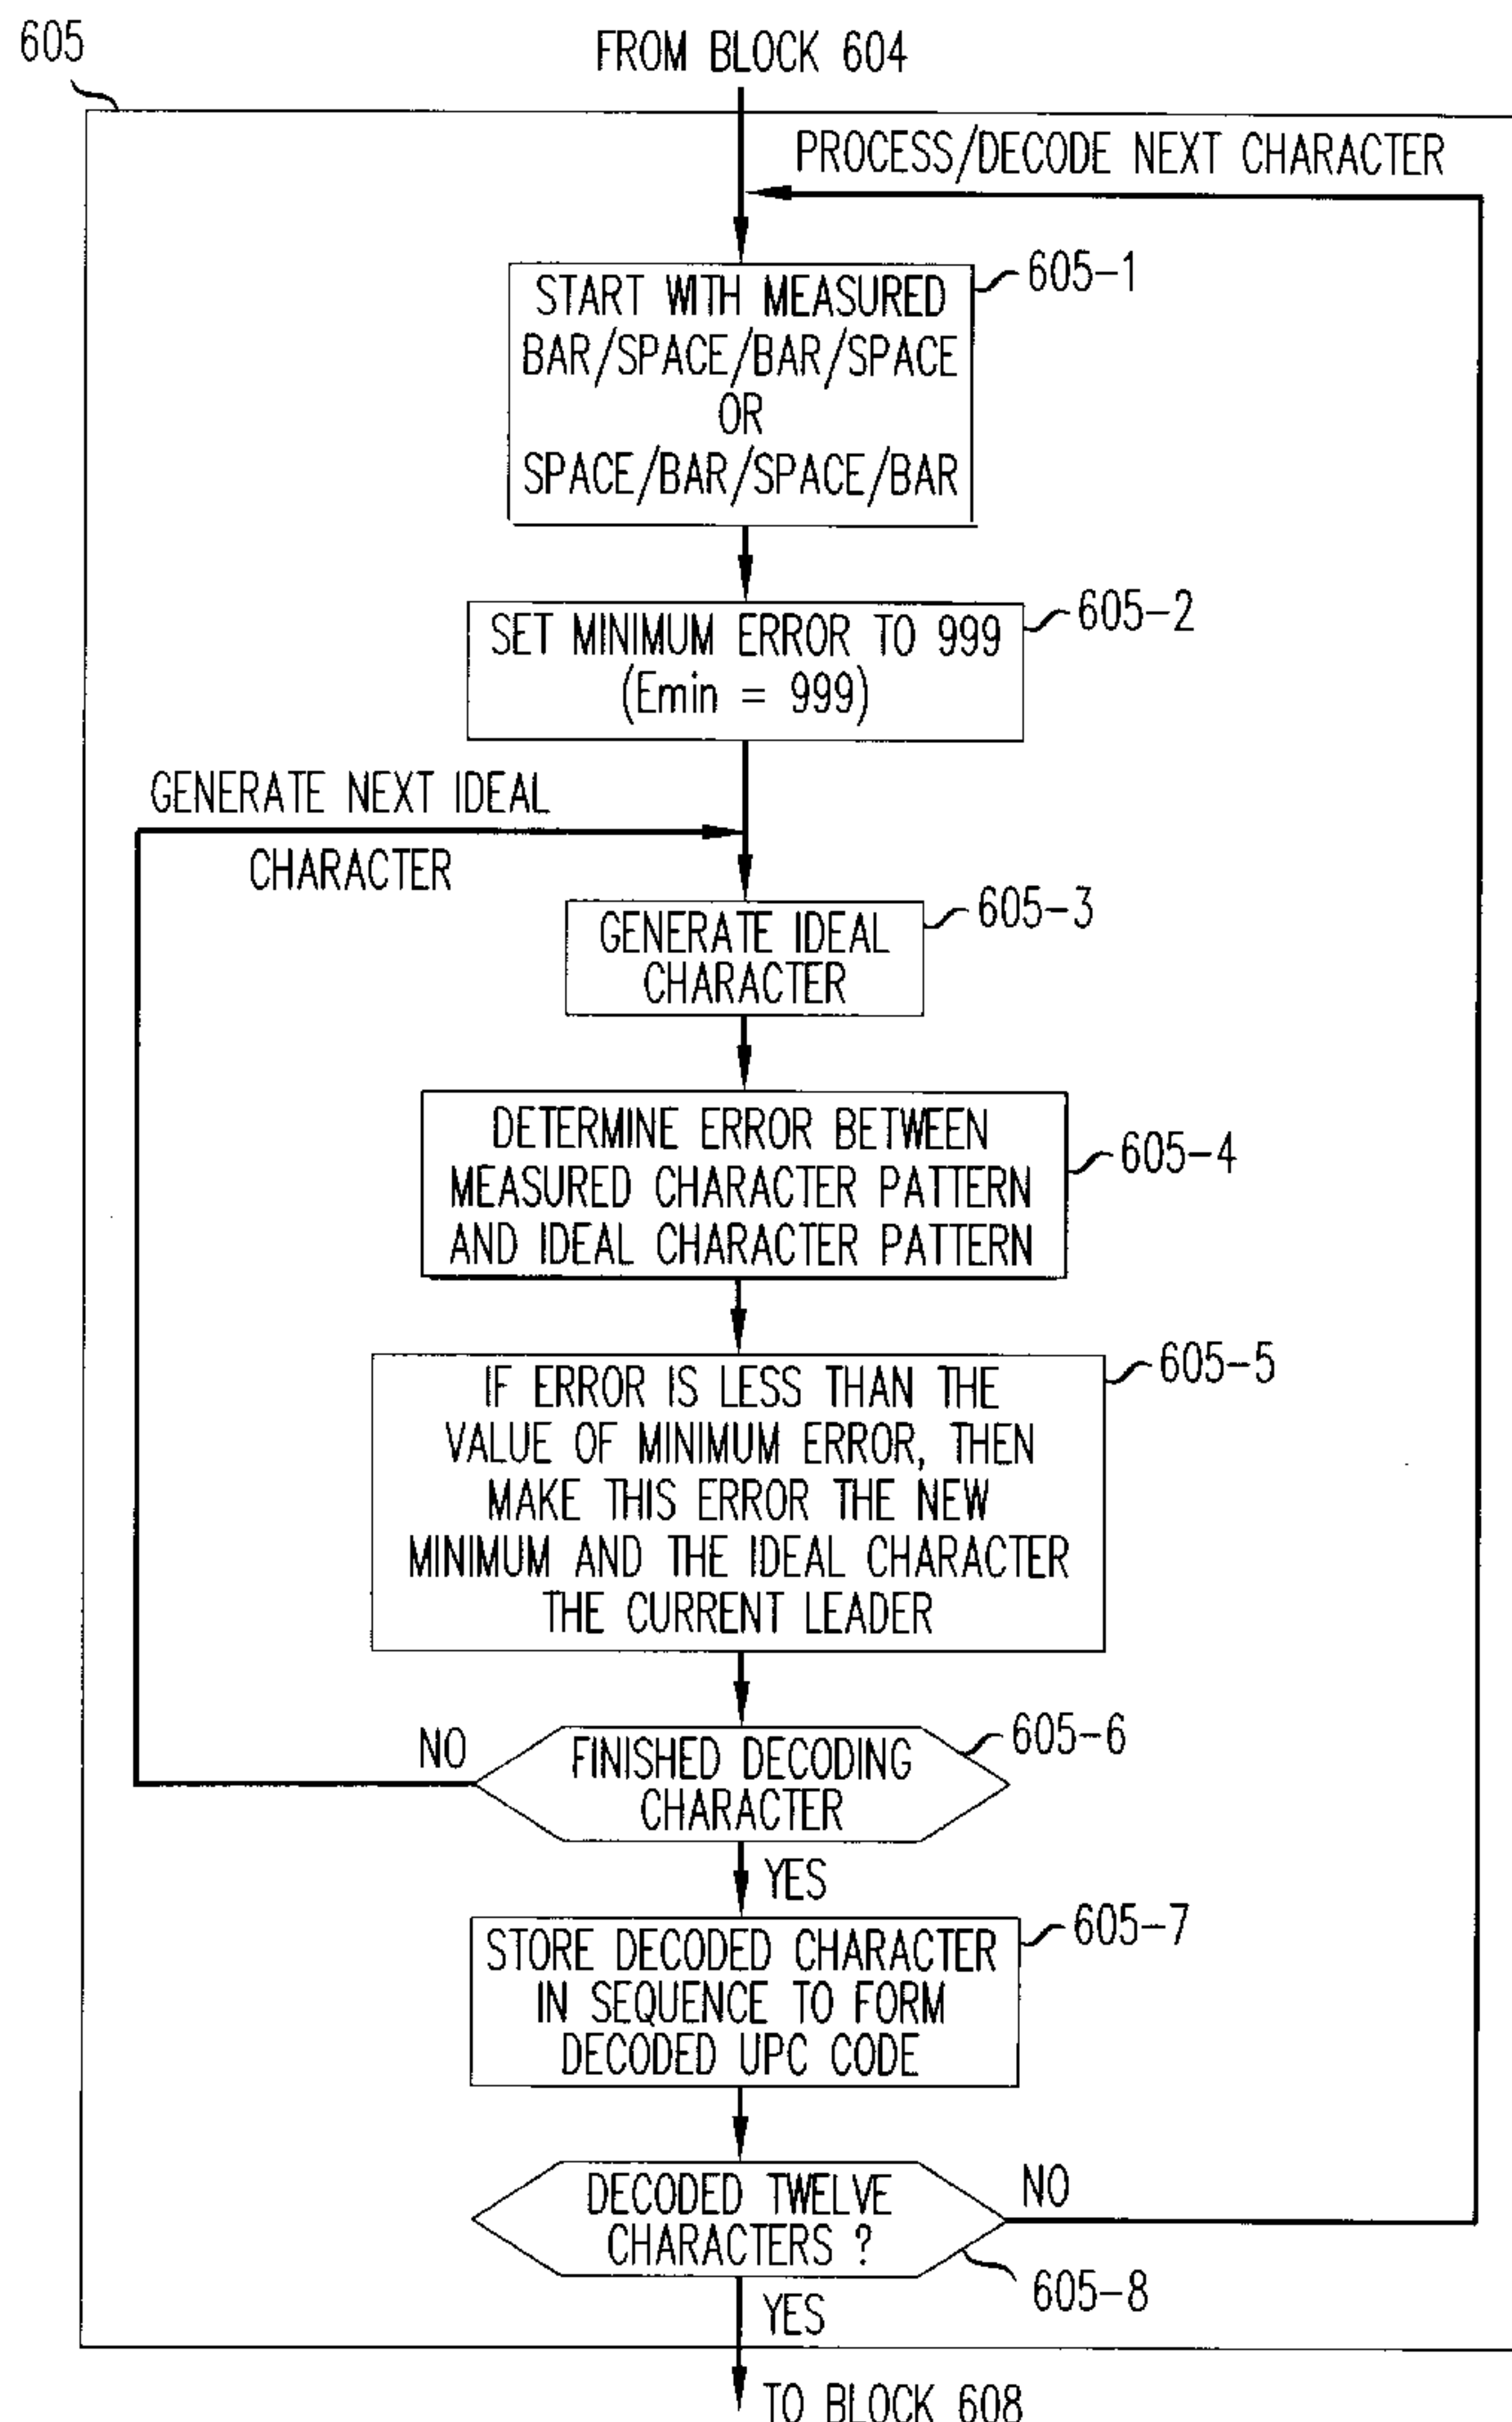 605
FROM BLOCK 604
PROCESS/DECODE NEXT CHARACTER
605-1
START WITH MEASURED
BAR/SPACE/BAR/SPACE
OR
SPACE/BAR/SPACE/BAR
605-2
SET MINIMUM ERROR TO 999
(Emin = 999)
GENERATE NEXT IDEAL
CHARACTER
605-3
GENERATE IDEAL
CHARACTER
605-4
DETERMINE ERROR BETWEEN
MEASURED CHARACTER PATTERN
AND IDEAL CHARACTER PATTERN
605-5
IF ERROR IS LESS THAN THE
VALUE OF MINIMUM ERROR, THEN
MAKE THIS ERROR THE NEW
MINIMUM AND THE IDEAL CHARACTER
THE CURRENT LEADER
605-6
NO
FINISHED DECODING
CHARACTER
YES
605-7
STORE DECODED CHARACTER
IN SEQUENCE TO FORM
DECODED UPC CODE
DECODED TWELVE
CHARACTERS ?
NO
605-8
YES
TO BLOCK 608